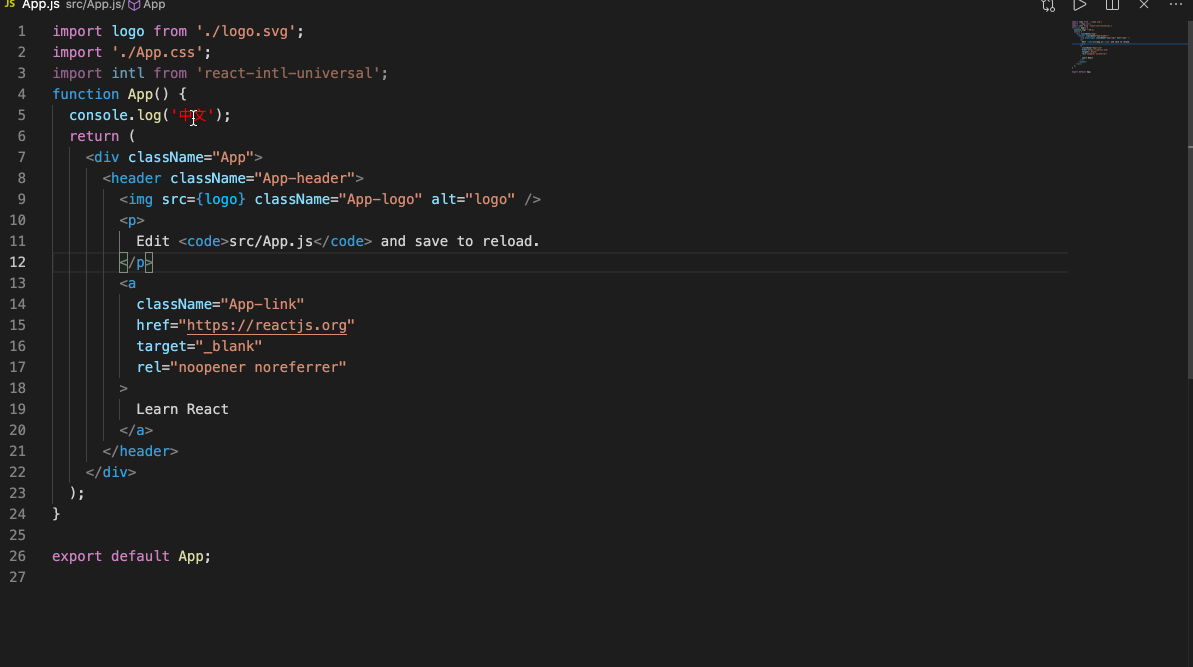 JS App.js src/App.js/ App
1 import logo from './logo.svg';
2 import './App.css';
3 import intl from 'react-intl-universal';
4 function App() {
5   console.log('中文');
6   return (
7     <div className="App">
8       <header className="App-header">
9         <img src={logo} className="App-logo" alt="logo" />
10         <p>
11           Edit <code>src/App.js</code> and save to reload.
12         </p>
13         <a
14           className="App-link"
15           href="https://reactjs.org"
16           target="_blank"
17           rel="noopener noreferrer"
18         >
19           Learn React
20         </a>
21       </header>
22     </div>
23   );
24 }
25
26 export default App;
27